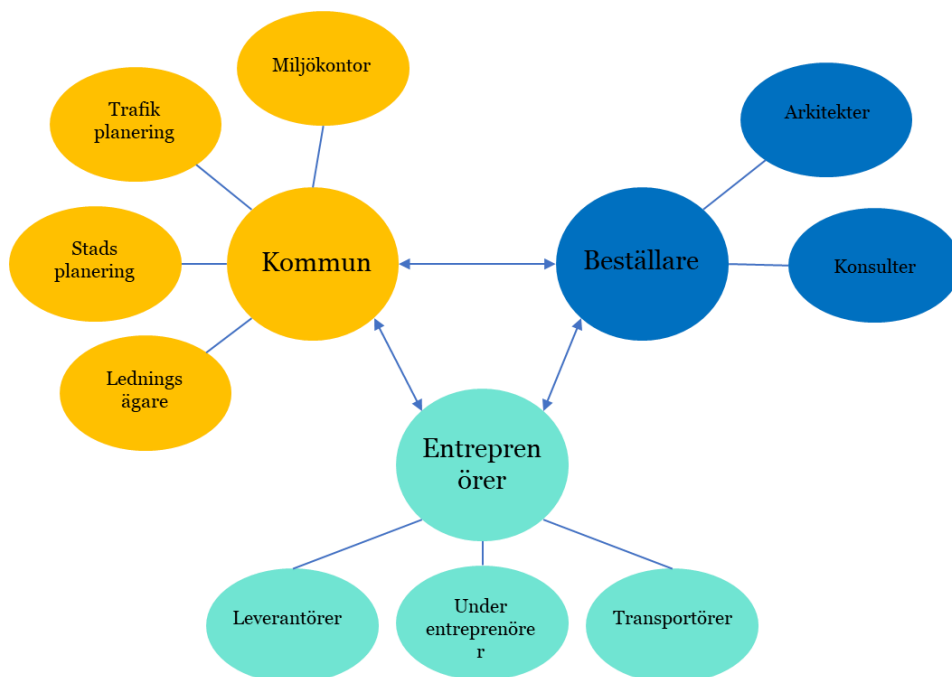 Miljökontor
Trafik
planering
Arkitekter
Stads
planering
Kommun
Beställare
Konsulter
Lednings
ägare
Entrepren
örer
Leverantörer
Under
entreprenöre
r
Transportörer